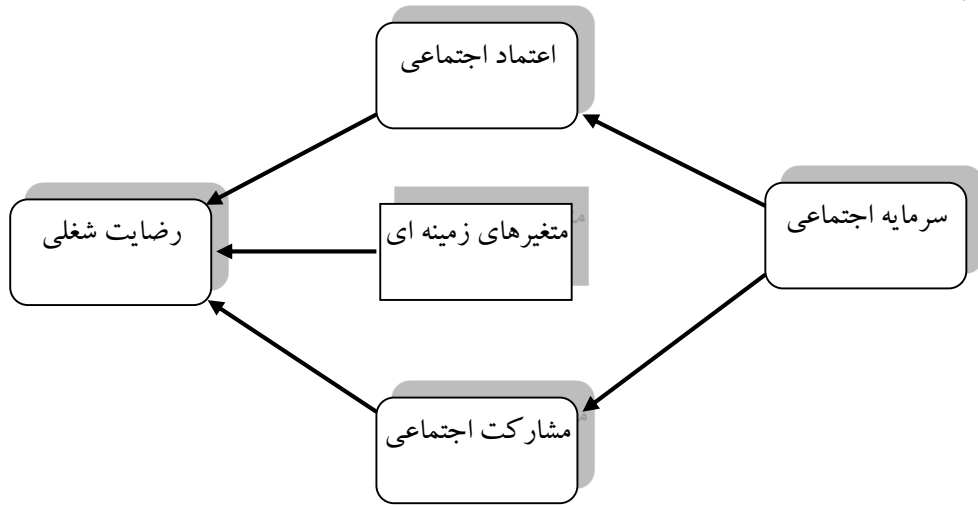 اعتماد اجتماعی
سرمایه اجتماعی
متغیرهای زمینه ای
رضایت شغلی
مشارکت اجتماعی